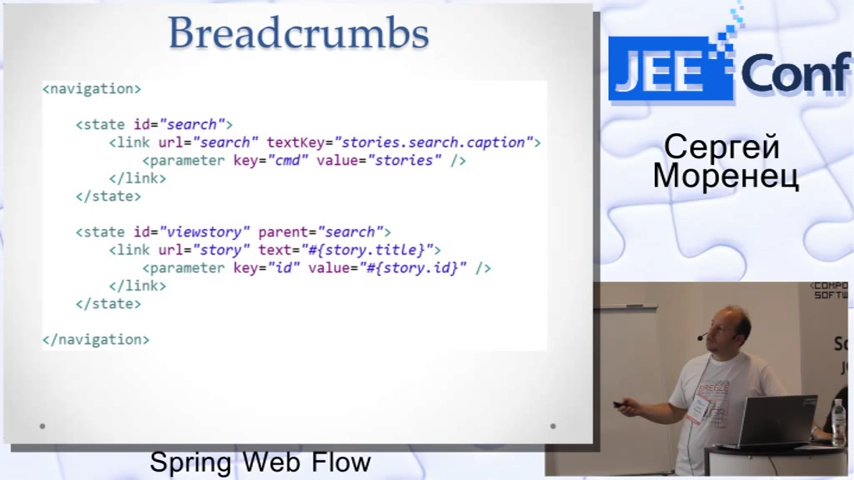 Breadcrumbs
<navigation>
<state id="search">
<link url="search" textKey="stories.search.caption">
<parameter key="cmd" value="stories" />
</link>
</state>
<state id="viewstory" parent="search">
<link url="story" text="#{story.title}">
<parameter key="id" value="#{story.id}" />
</link>
</state>
</navigation>
JEE Conf
Сергей
Моренец
Spring Web Flow